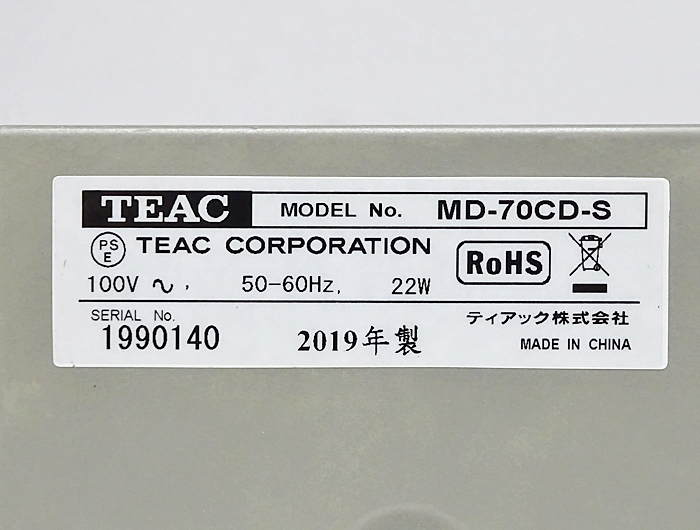 TEAC MODEL No. MD-70CD-S
PSE TEAC CORPORATION RoHS
100V ∿ , 50-60Hz, 22W
SERIAL No. ティアック株式会社
1990140 2019年製 MADE IN CHINA